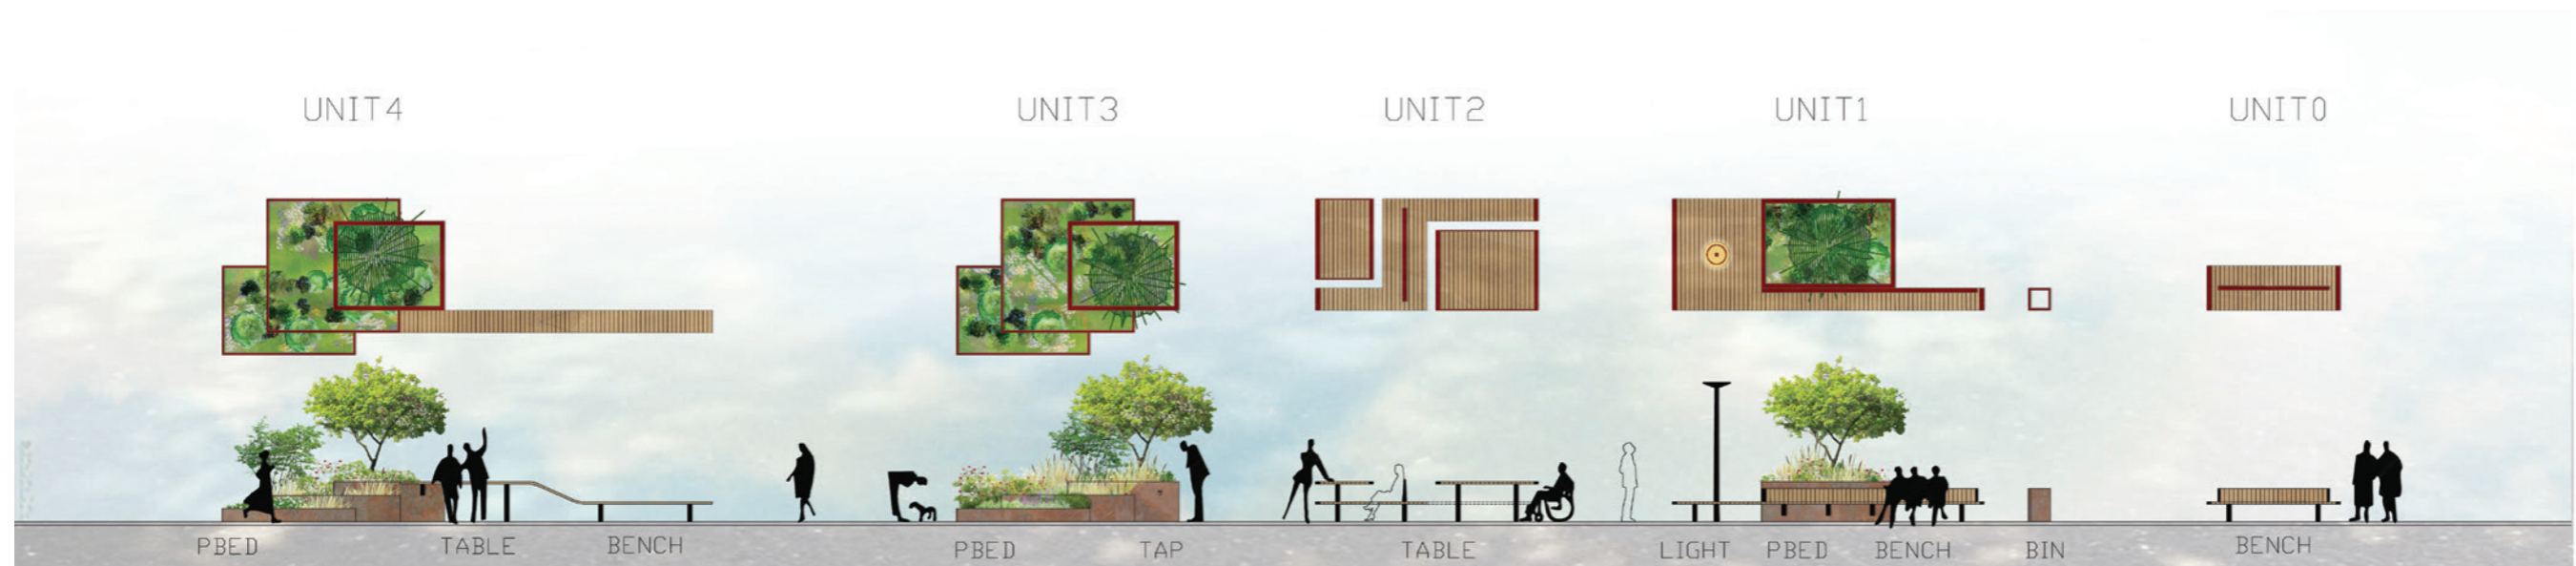 UNIT4 UNIT3 UNIT2 UNIT1 UNIT0
PBED TABLE BENCH PBED TAP TABLE LIGHT PBED BENCH BIN BENCH